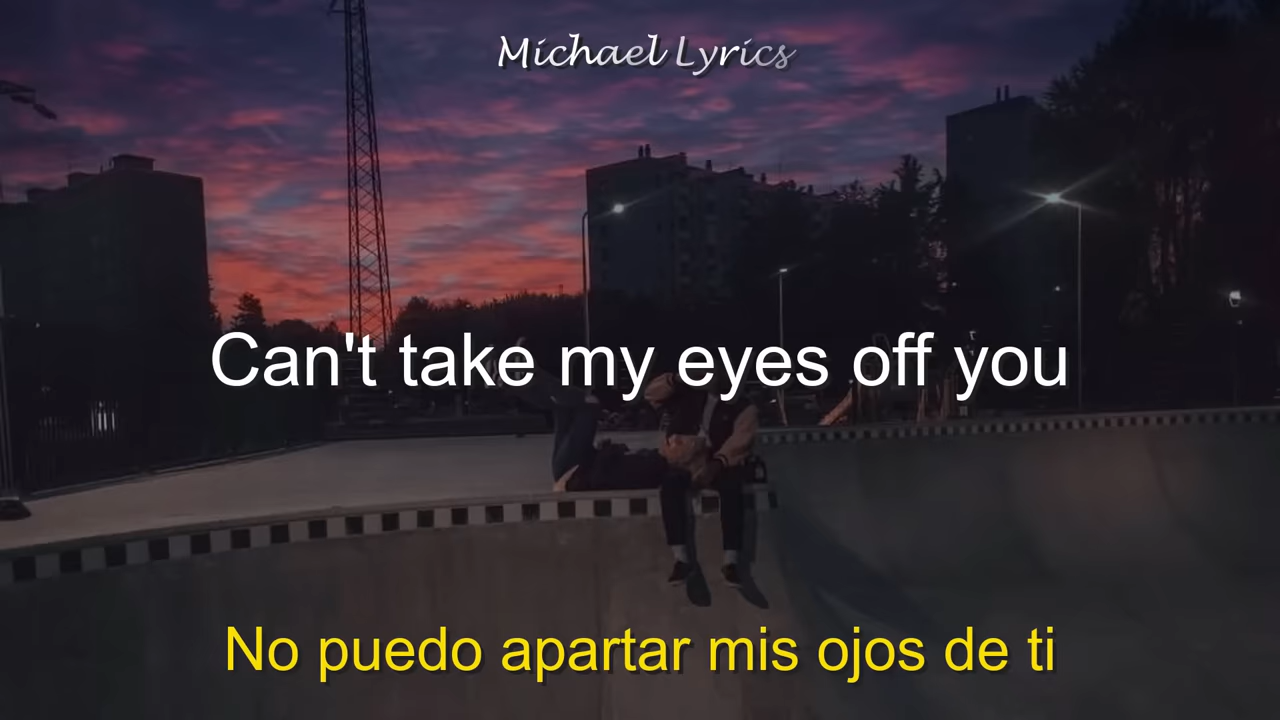 Michael Lyrics
Can't take my eyes off you
No puedo apartar mis ojos de ti